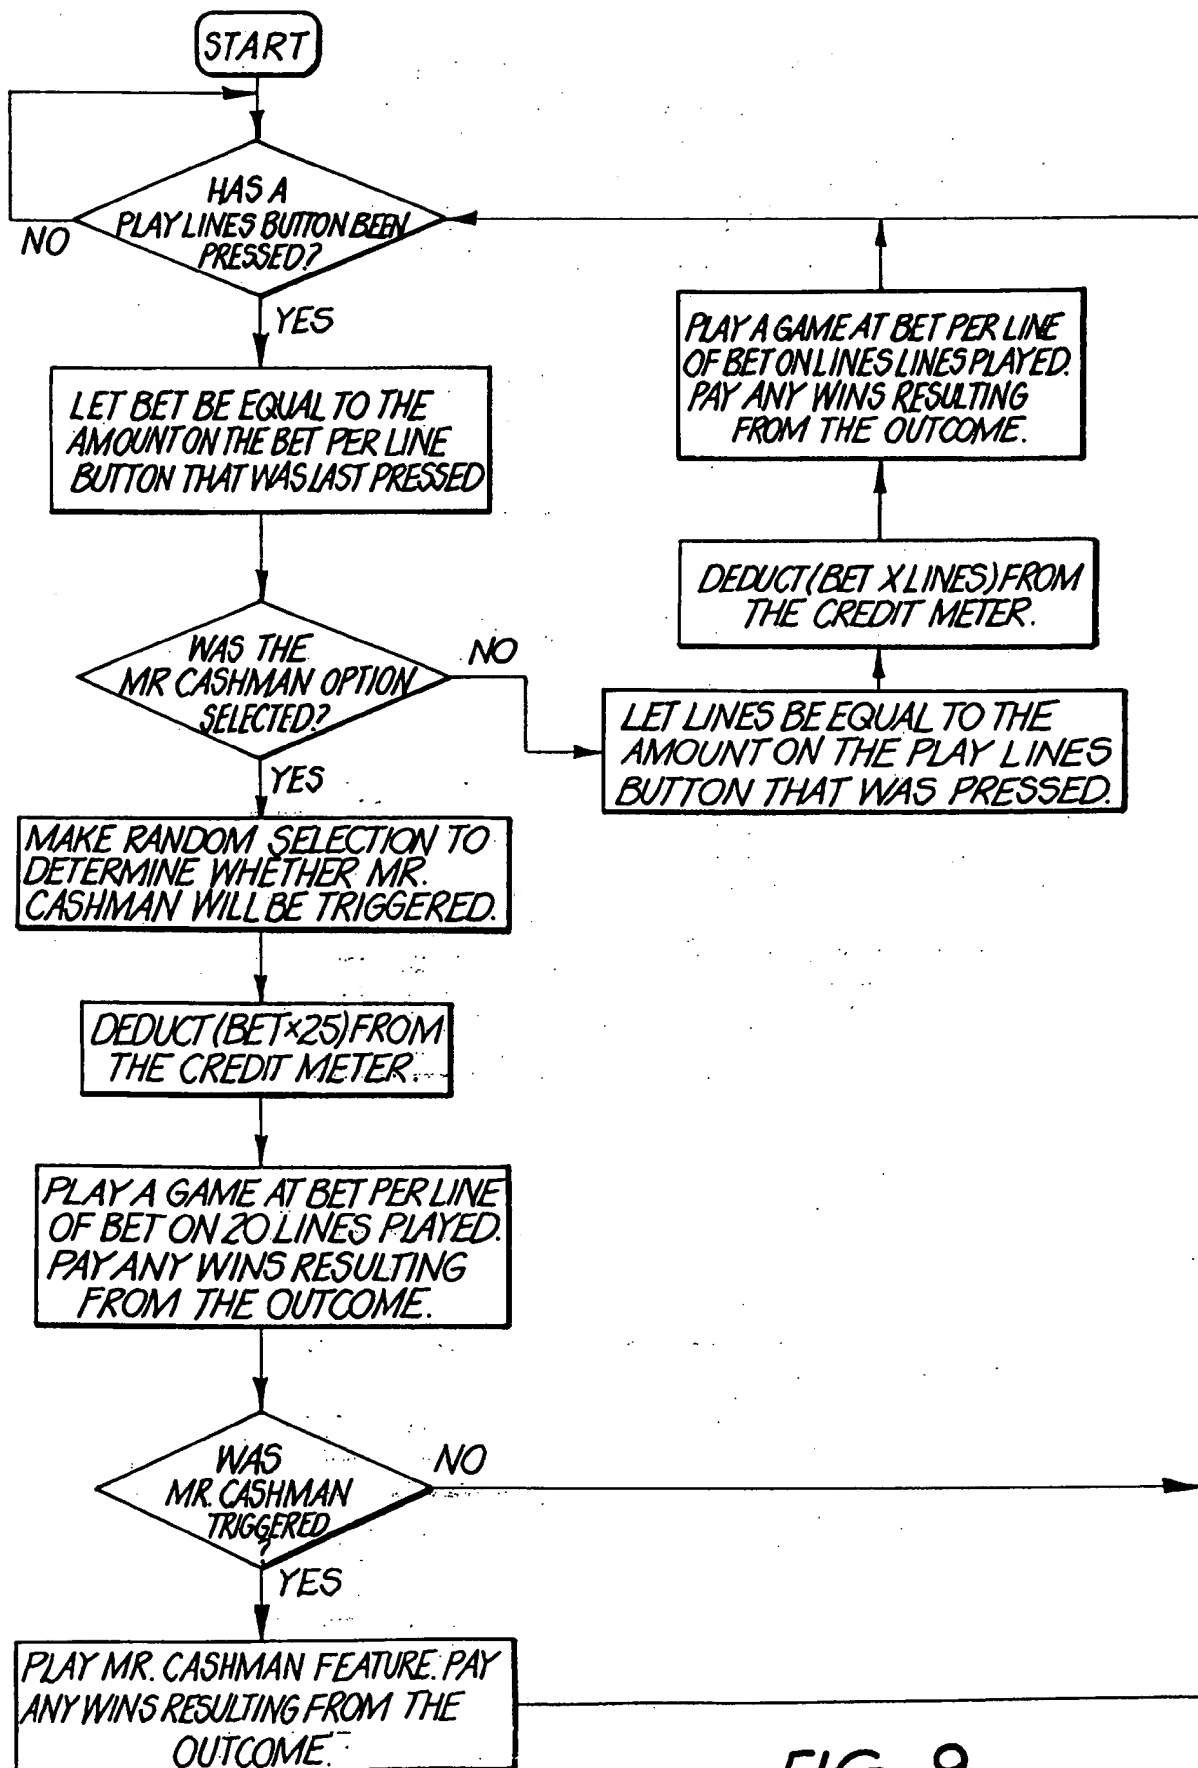 START
HAS A
PLAY LINES BUTTON BEEN
PRESSED?
NO
YES
LET BET BE EQUAL TO THE
AMOUNT ON THE BET PER LINE
BUTTON THAT WAS LAST PRESSED
WAS THE
MR CASHMAN OPTION
SELECTED?
NO
YES
LET LINES BE EQUAL TO THE
AMOUNT ON THE PLAY LINES
BUTTON THAT WAS PRESSED.
DEDUCT (BET X LINES) FROM
THE CREDIT METER.
PLAY A GAME AT BET PER LINE
OF BET ON LINES LINES PLAYED.
PAY ANY WINS RESULTING
FROM THE OUTCOME.
MAKE RANDOM SELECTION TO
DETERMINE WHETHER MR.
CASHMAN WILL BE TRIGGERED.
DEDUCT (BET×25) FROM
THE CREDIT METER.
PLAY A GAME AT BET PER LINE
OF BET ON 20 LINES PLAYED.
PAY ANY WINS RESULTING
FROM THE OUTCOME.
WAS
MR. CASHMAN
TRIGGERED
?
NO
YES
PLAY MR. CASHMAN FEATURE. PAY
ANY WINS RESULTING FROM THE
OUTCOME.
FIG. 9